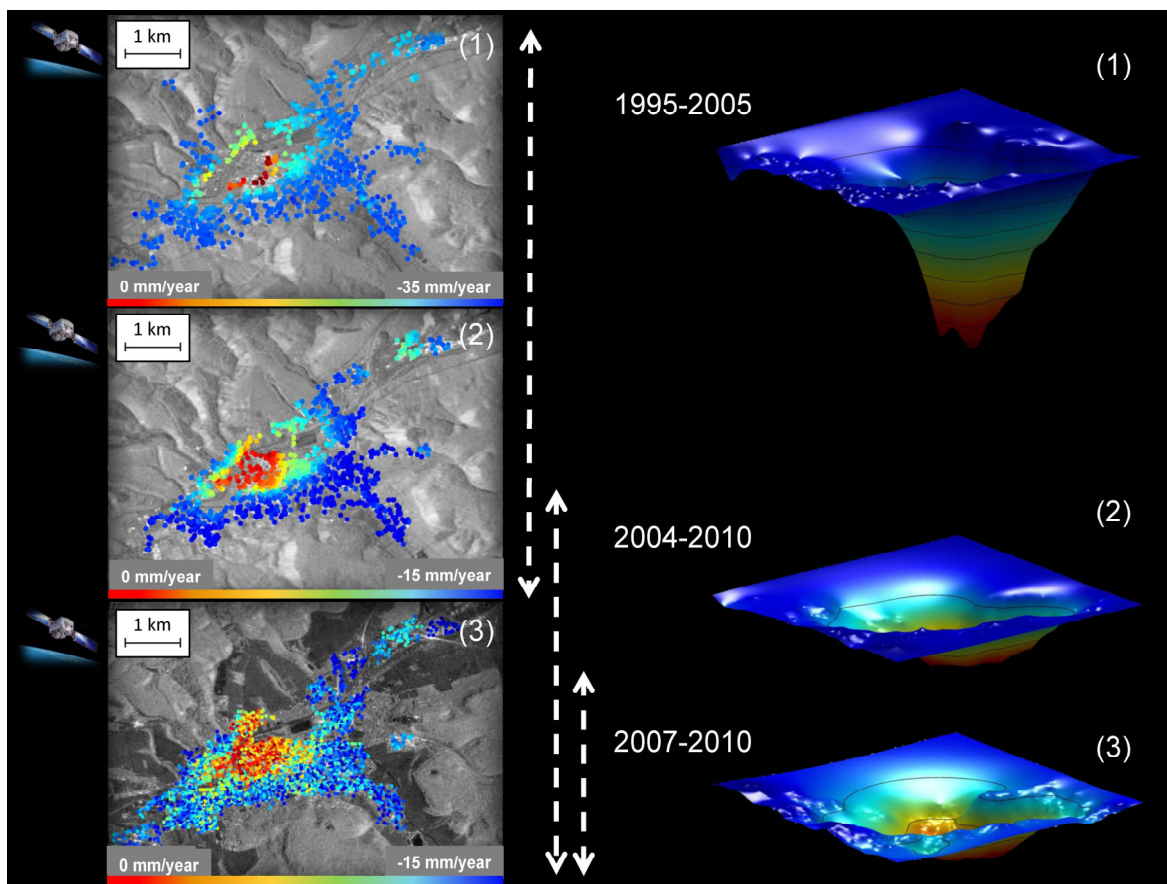 1 km
(1)
0 mm/year
-35 mm/year
1 km
(2)
0 mm/year
-15 mm/year
1 km
(3)
0 mm/year
-15 mm/year
(1)
1995-2005
(2)
2004-2010
2007-2010
(3)